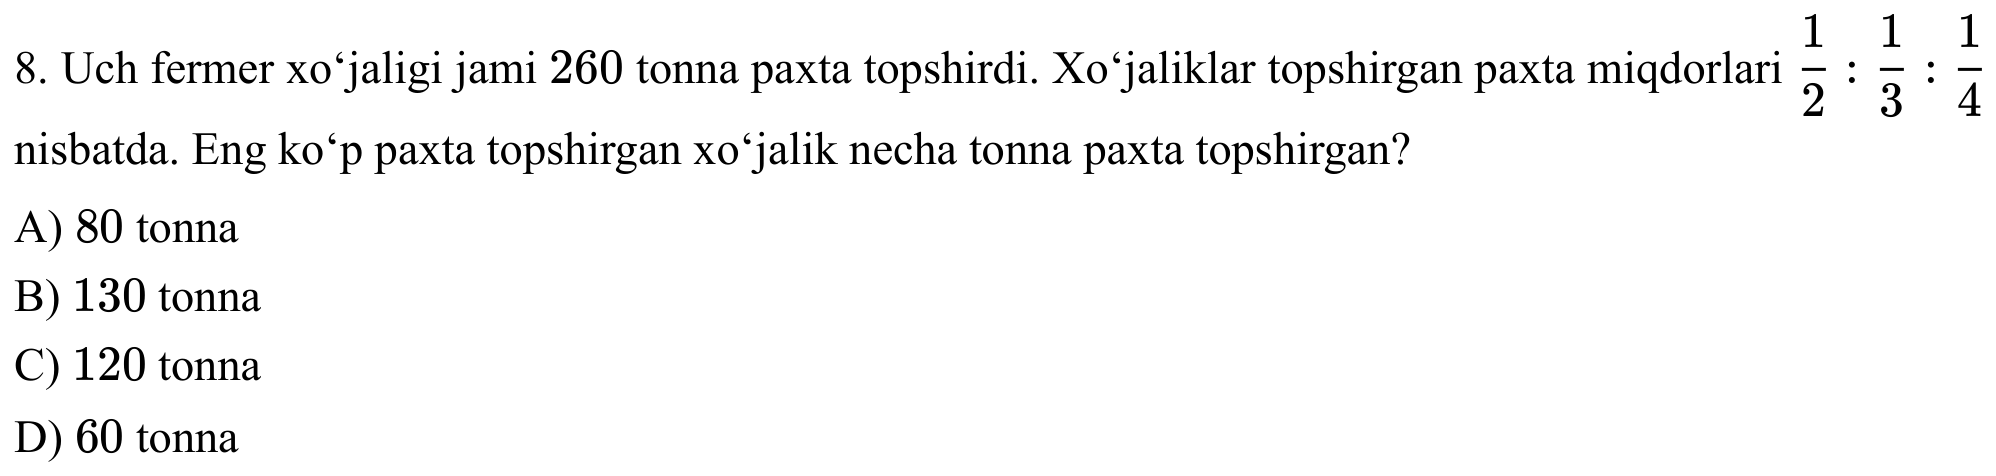 8. Uch fermer xo‘jaligi jami 260 tonna paxta topshirdi. Xo‘jaliklar topshirgan paxta miqdorlari 1/2 : 1/3 : 1/4
nisbatda. Eng ko‘p paxta topshirgan xo‘jalik necha tonna paxta topshirgan?
A) 80 tonna
B) 130 tonna
C) 120 tonna
D) 60 tonna